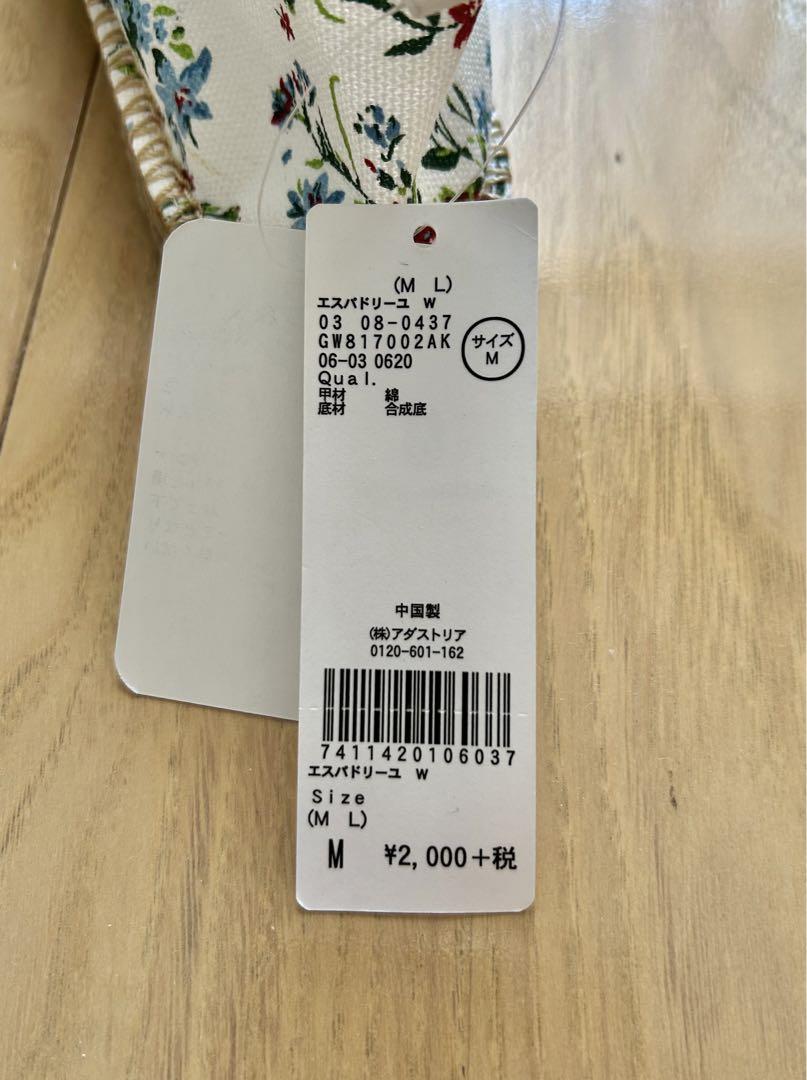 (M L)
エスパドリーユ W
03 08-0437
GW817002AK
サイズ
M
06-03 0620
Qual.
甲材 綿
底材 合成底
中国製
(株)アダストリア
0120-601-162
7411420106037
エスパドリーユ W
Size
(M L)
M ¥2,000+税